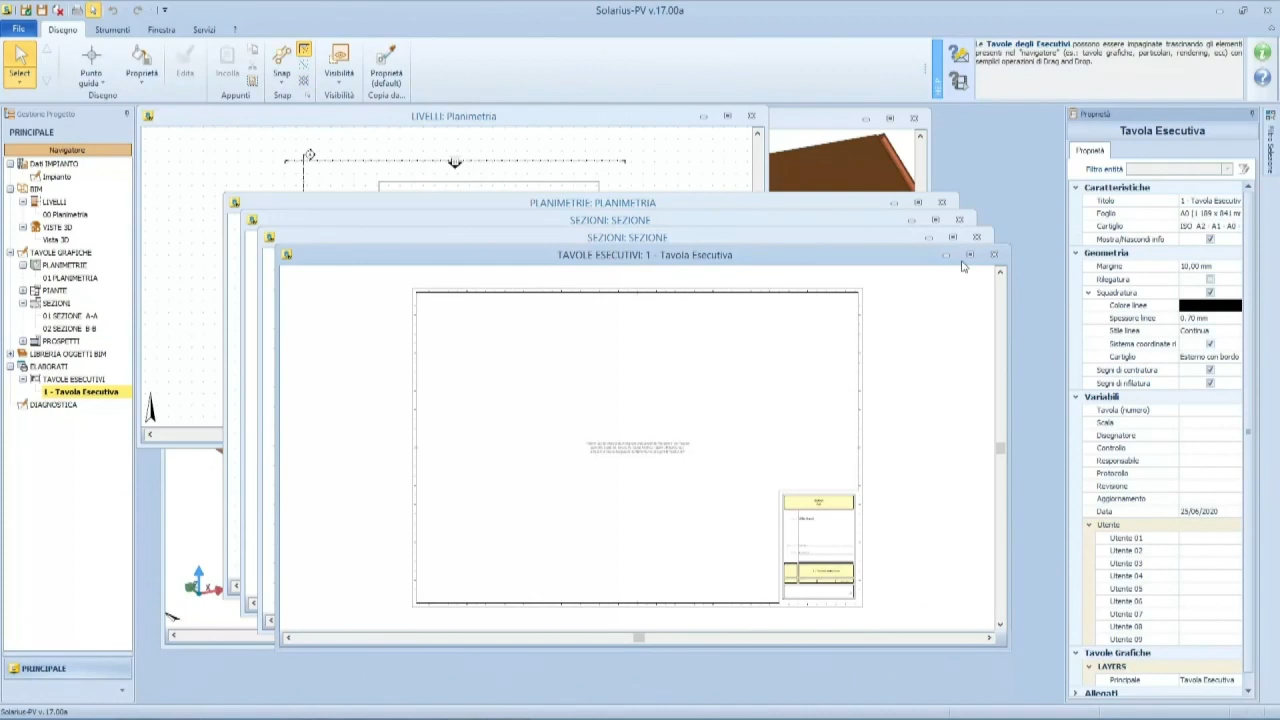 Solarius-PV v.17.00a
File Disegno Strumenti Finestra Servizi ?
Select
Punto guida
Proprietà
Edita
Incolla
Snap
Visibilità
Proprietà (default)
Disegno Appunti Snap Visibilità Copia da...
Le Tavole degli Esecutivi possono essere impaginate trascinando gli elementi
presenti nel "navigatore" (es.: tavole grafiche, particolari, rendering, ecc) con
semplici operazioni di Drag and Drop.
Gestione Progetto
PRINCIPALE
Navigatore
Dati IMPIANTO
Impianto
BIM
LIVELLI
00 Planimetria
VISTE 3D
Vista 3D
TAVOLE GRAFICHE
PLANIMETRIE
01 PLANIMETRIA
PIANTE
SEZIONI
01 SEZIONE A-A
02 SEZIONE B-B
PROSPETTI
LIBRERIA OGGETTI BIM
ELABORATI
TAVOLE ESECUTIVI
1 - Tavola Esecutiva
DIAGNOSTICA
PRINCIPALE
LIVELLI: Planimetria
PLANIMETRIE: PLANIMETRIA
SEZIONI: SEZIONE
SEZIONI: SEZIONE
TAVOLE ESECUTIVI: 1 - Tavola Esecutiva
Proprietà
Tavola Esecutiva
Proprietà
Filtro entità
Filtri Selezione
Caratteristiche
Titolo 1 - Tavola Esecutiv
Foglio A0 (1 189 x 841 m
Cartiglio ISO A2 - A1 - A0 -
Mostra/Nascondi info
Geometria
Margine 10,00 mm
Rilegatura
Squadratura
Colore linee
Spessore linee 0.70 mm
Stile linea Continua
Sistema coordinate ri
Cartiglio Esterno con bordo
Segni di centratura
Segni di rifilatura
Variabili
Tavola (numero)
Scala
Disegnatore
Controllo
Responsabile
Protocollo
Revisione
Aggiornamento
Data 25/06/2020
Utente
Utente 01
Utente 02
Utente 03
Utente 04
Utente 05
Utente 06
Utente 07
Utente 08
Utente 09
Tavole Grafiche
LAYERS
Principale Tavola Esecutiva
Allegati
Solarius-PV v.17.00a